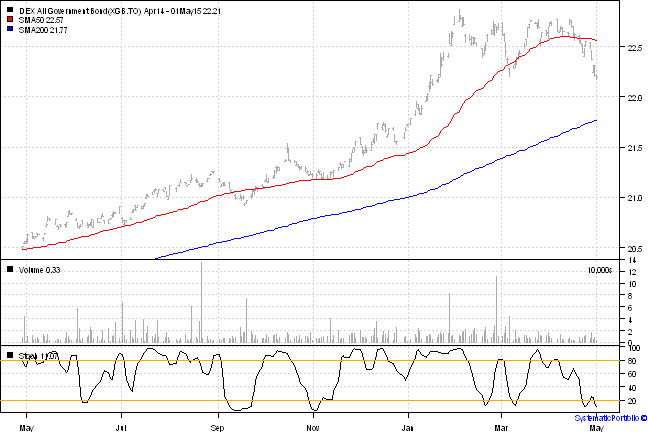 DEX All Government Bond(XGB.TO) Apr14 - 01May15 22.21
SMA50 22.57
SMA200 21.77
22.5
22.0
21.5
21.0
20.5
Volume 0.33
10,000s
14
12
10
8
6
4
2
0
100
80
60
40
20
May
Jul
Sep
Nov
Jan
Mar
May
SystematicPortfolio ©